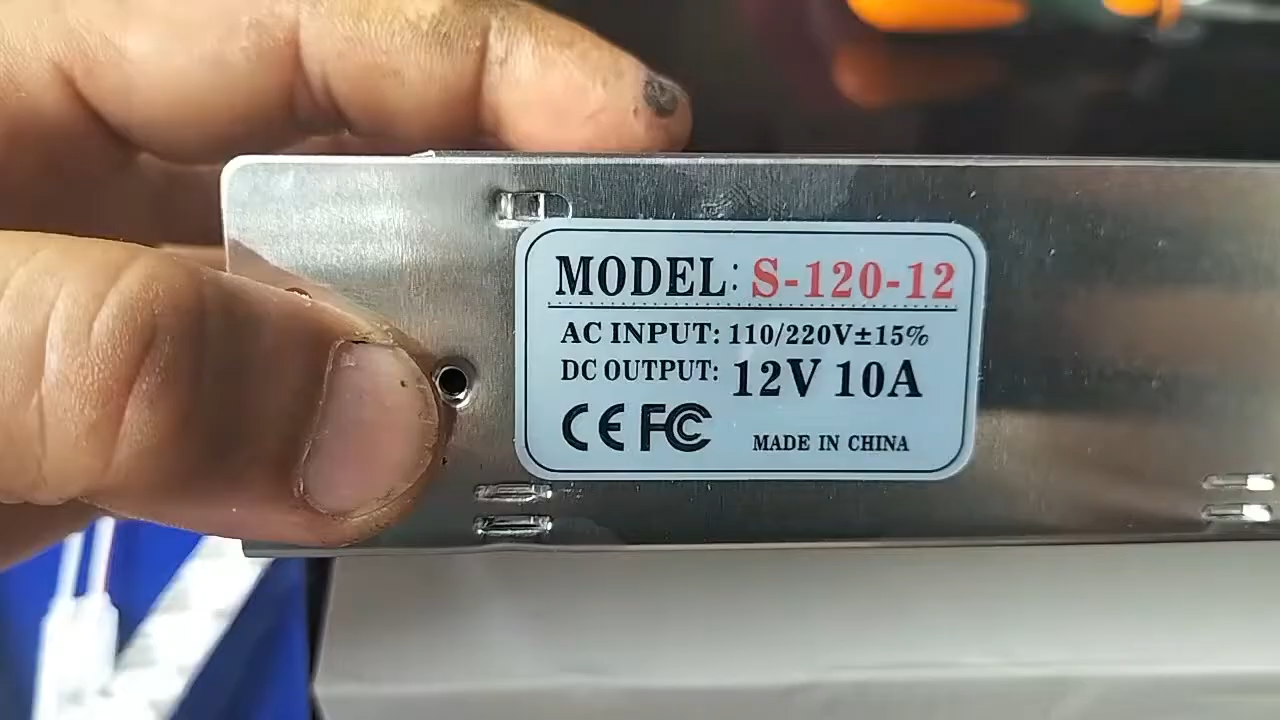 MODEL: S-120-12
AC INPUT: 110/220V±15%
DC OUTPUT: 12V 10A
CE FC MADE IN CHINA